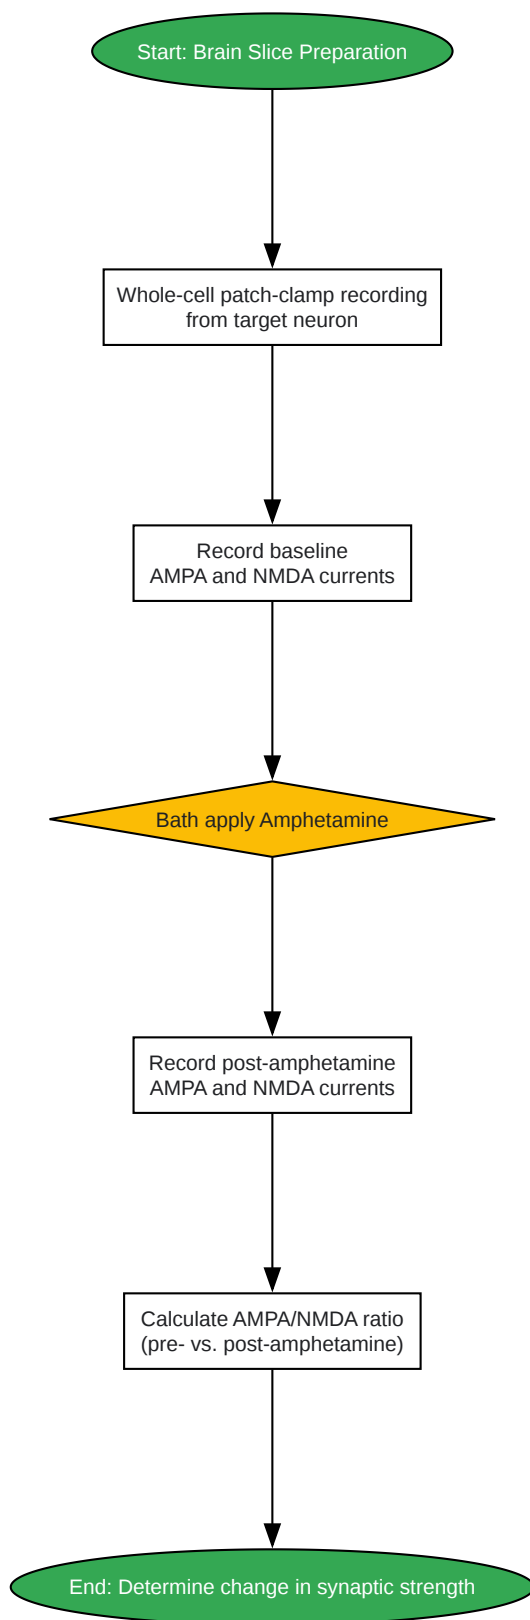 Start: Brain Slice Preparation
Whole-cell patch-clamp recording
from target neuron
Record baseline
AMPA and NMDA currents
Bath apply Amphetamine
Record post-amphetamine
AMPA and NMDA currents
Calculate AMPA/NMDA ratio
(pre- vs. post-amphetamine)
End: Determine change in synaptic strength